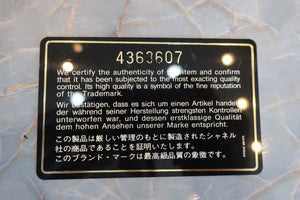 4363607
We certify the authenticity of item and confirm
that it has been subjected to the most exacting quality
control. Its high quality is a symbol of the fine reputation
of the Trademark.
Wir bestätigen, dass es sich um einen Artikel handelt
der während seiner Herstellung strengsten Kontrollen
unterworfen war, und dessen erstklassige Qualität
dem hohen Ansehen unserer Marke entspricht.
この製品は厳しい管理のもとに製造されたシャネル
社の商品であることを証明いたします。
このブランド・マークは最高級品質の象徴です。